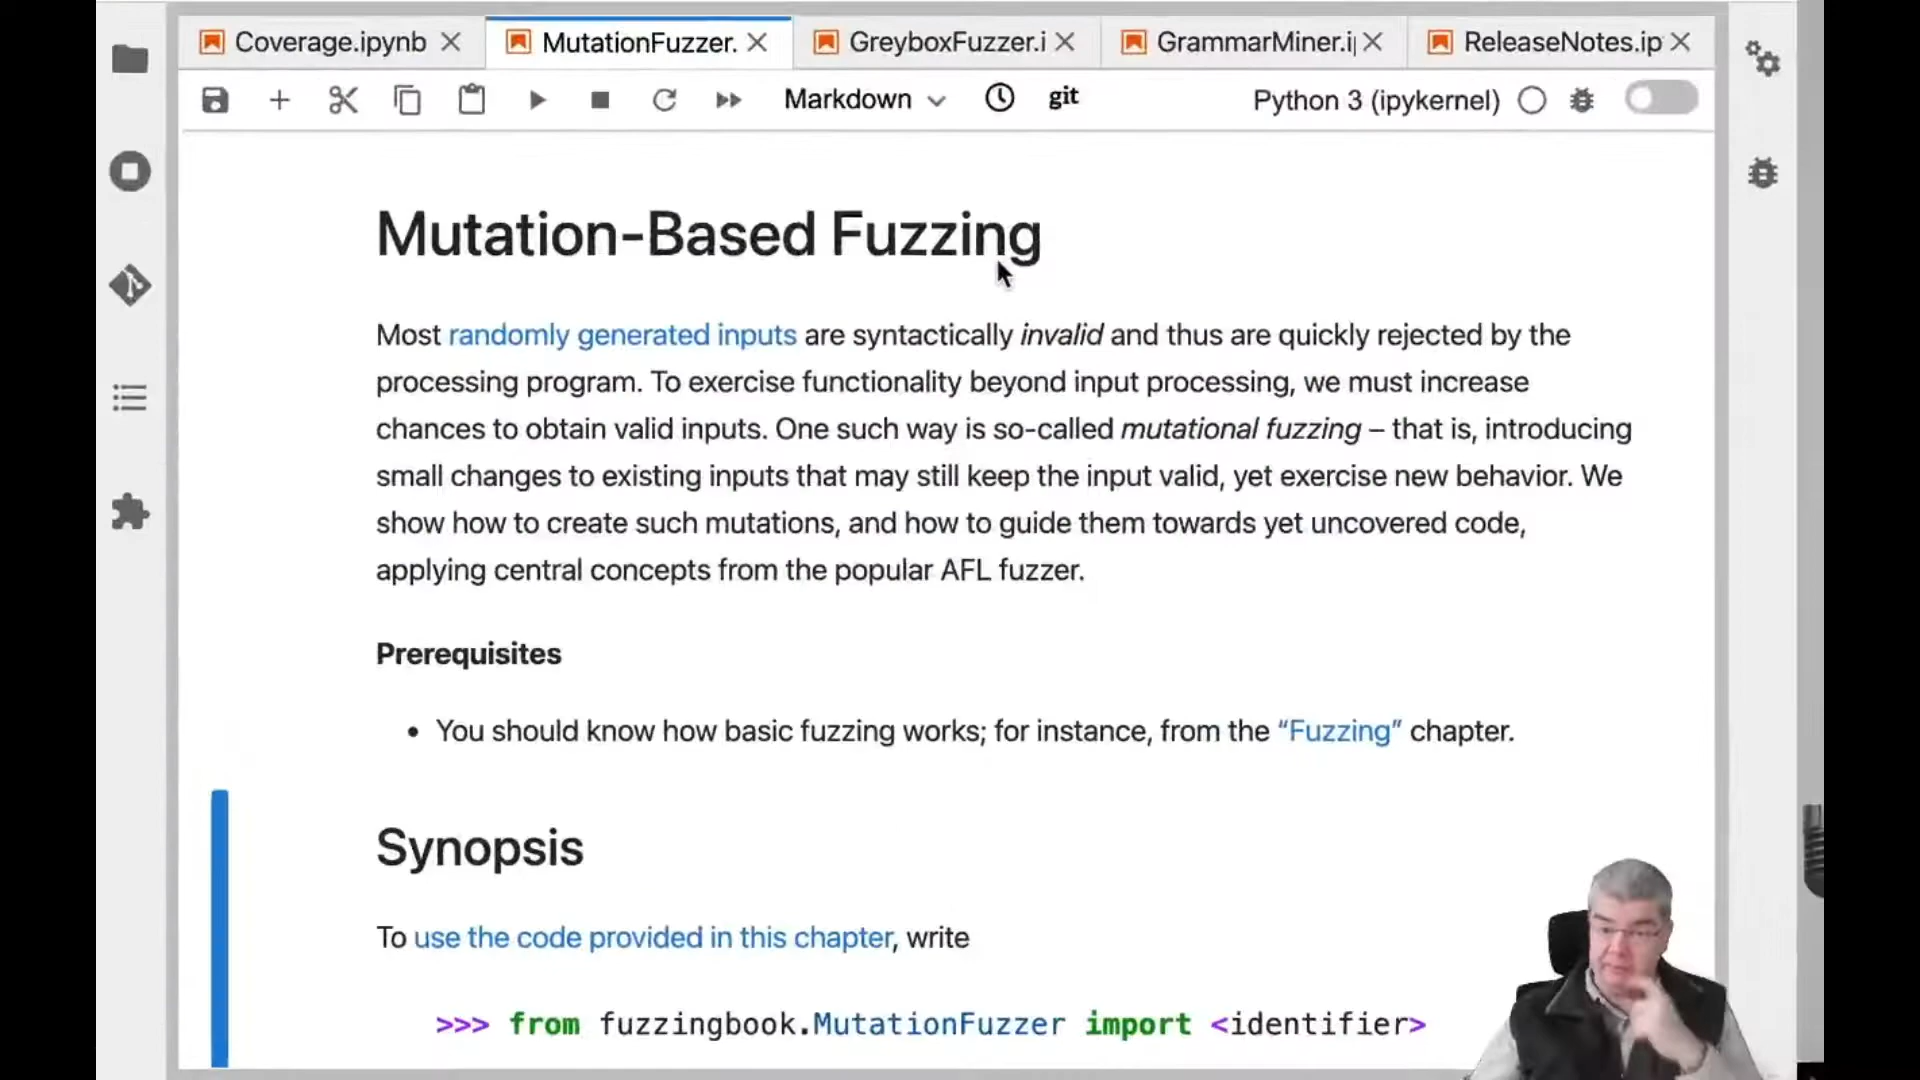 Coverage.ipynb
MutationFuzzer.
GreyboxFuzzer.i
GrammarMiner.i
ReleaseNotes.ip
Markdown
git
Python 3 (ipykernel)
Mutation-Based Fuzzing
Most randomly generated inputs are syntactically invalid and thus are quickly rejected by the
processing program. To exercise functionality beyond input processing, we must increase
chances to obtain valid inputs. One such way is so-called mutational fuzzing – that is, introducing
small changes to existing inputs that may still keep the input valid, yet exercise new behavior. We
show how to create such mutations, and how to guide them towards yet uncovered code,
applying central concepts from the popular AFL fuzzer.
Prerequisites
• You should know how basic fuzzing works; for instance, from the “Fuzzing” chapter.
Synopsis
To use the code provided in this chapter, write
>>> from fuzzingbook.MutationFuzzer import <identifier>